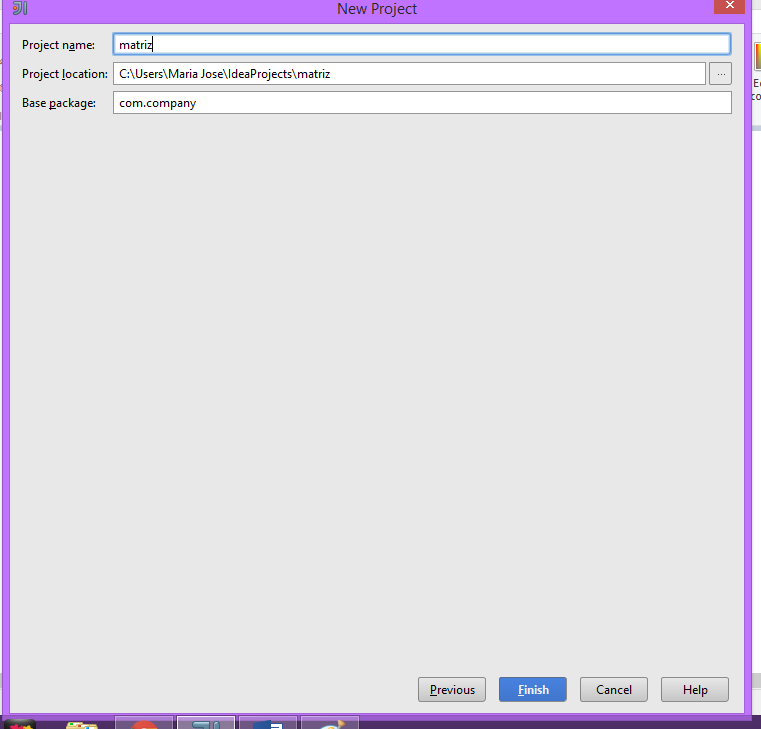 New Project
Project name: matriz
Project location: C:\Users\Maria Jose\IdeaProjects\matriz ...
Base package: com.company
Previous Finish Cancel Help